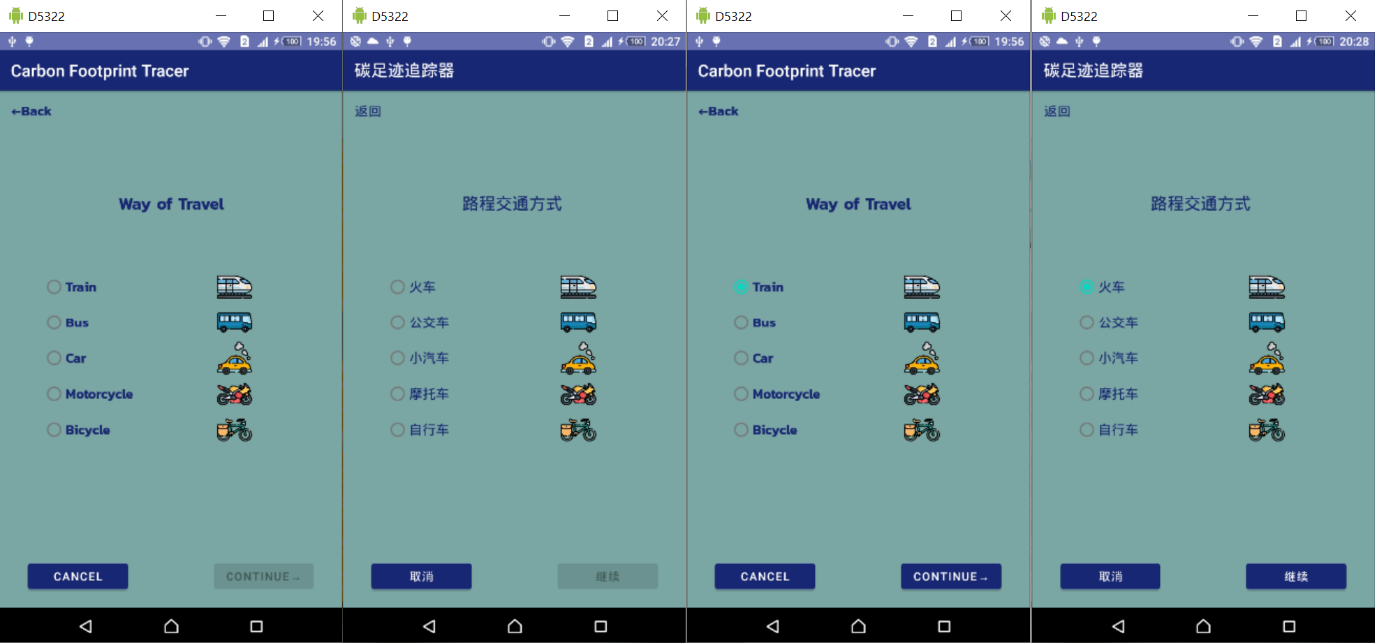 D5322
19:56
Carbon Footprint Tracer
←Back
Way of Travel
Train
Bus
Car
Motorcycle
Bicycle
CANCEL
CONTINUE→
D5322
20:27
碳足迹追踪器
返回
路程交通方式
火车
公交车
小汽车
摩托车
自行车
取消
继续
D5322
19:56
Carbon Footprint Tracer
←Back
Way of Travel
Train
Bus
Car
Motorcycle
Bicycle
CANCEL
CONTINUE→
D5322
20:28
碳足迹追踪器
返回
路程交通方式
火车
公交车
小汽车
摩托车
自行车
取消
继续